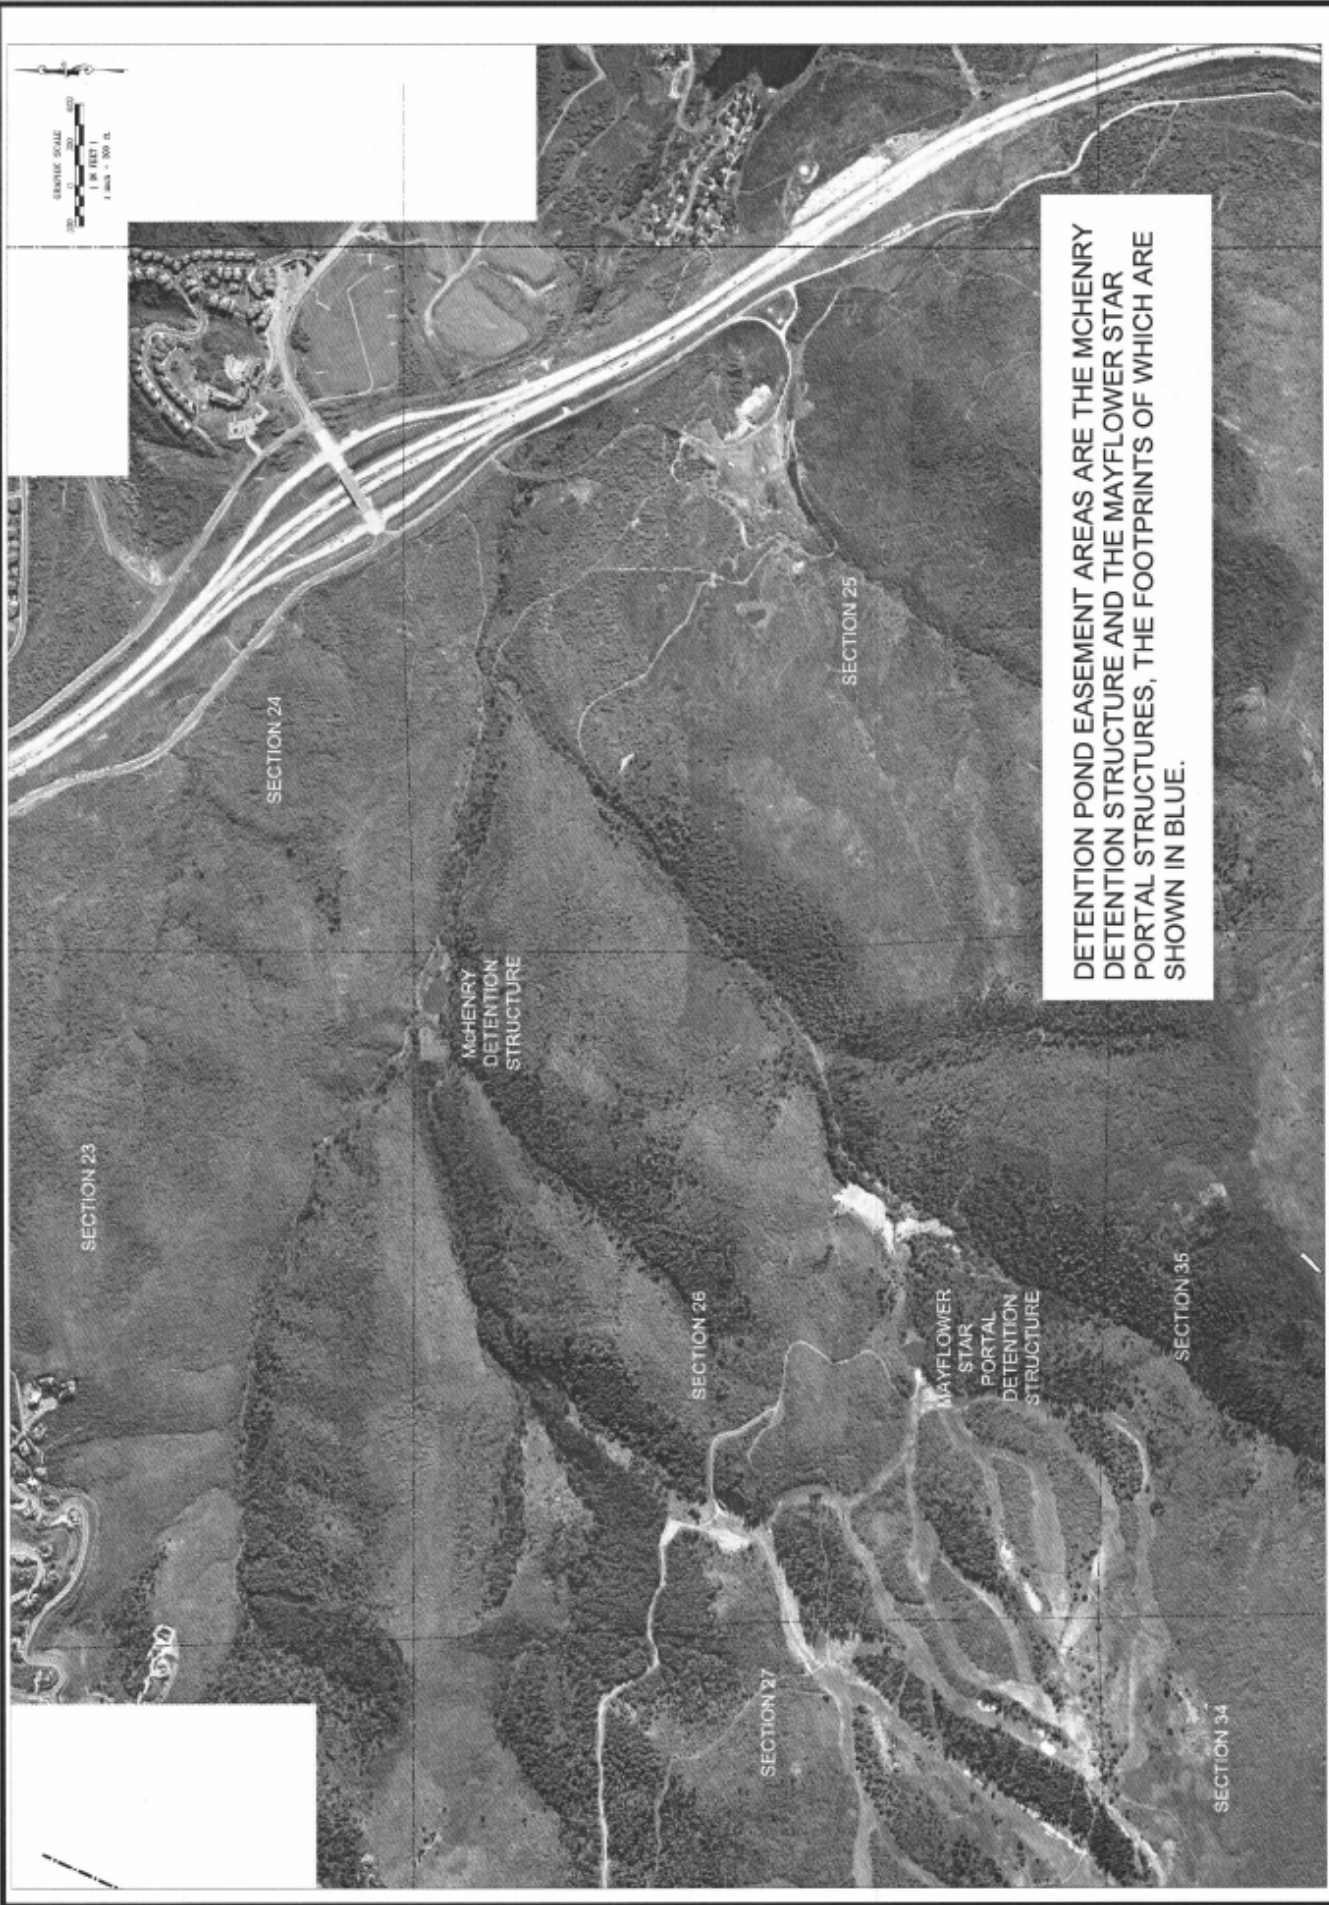 GRAPHIC SCALE
( IN FEET )
SECTION 23
SECTION 24
McHENRY
DETENTION
STRUCTURE
SECTION 26
SECTION 25
SECTION 27
MAYFLOWER
STAR
PORTAL
DETENTION
STRUCTURE
SECTION 35
SECTION 34
DETENTION POND EASEMENT AREAS ARE THE MCHENRY
DETENTION STRUCTURE AND THE MAYFLOWER STAR
PORTAL STRUCTURES, THE FOOTPRINTS OF WHICH ARE
SHOWN IN BLUE.